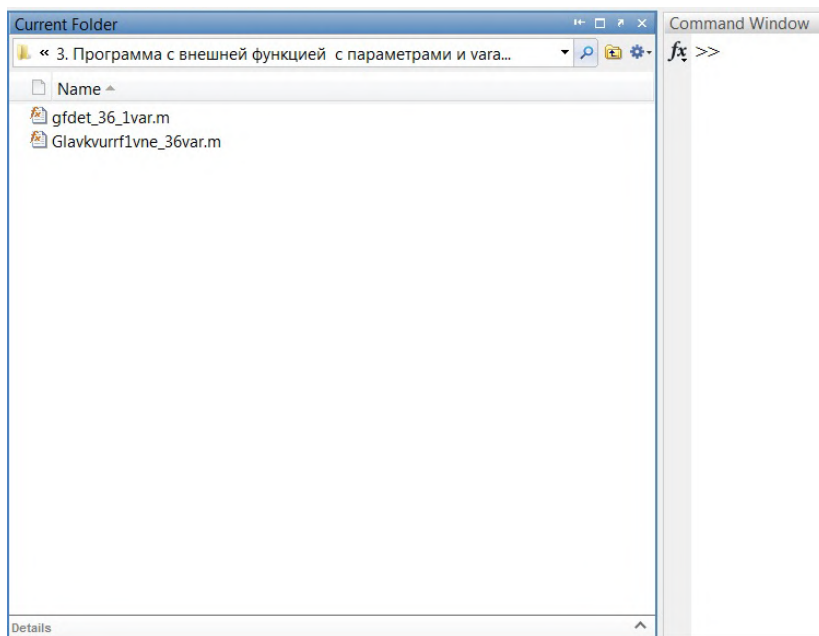 Current Folder
« 3. Программа с внешней функцией с параметрами и vara...
Name
gfdet_36_1var.m
Glavkvurrf1vne_36var.m
Details
Command Window
fx >>